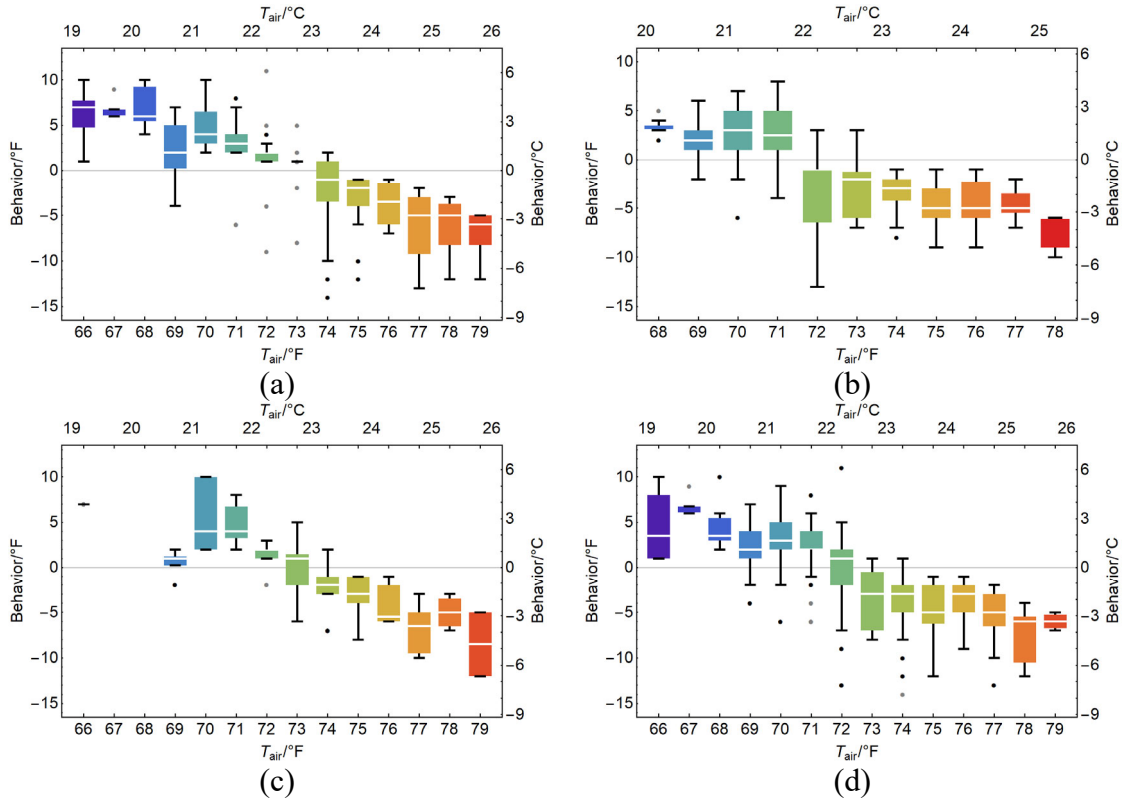 T_air/°C
19 20 21 22 23 24 25 26
10 5 0 −5 −10 −15
Behavior/°F
6 3 0 −3 −6 −9
Behavior/°C
66 67 68 69 70 71 72 73 74 75 76 77 78 79
T_air/°F
(a)
T_air/°C
20 21 22 23 24 25
10 5 0 −5 −10 −15
Behavior/°F
6 3 0 −3 −6 −9
Behavior/°C
68 69 70 71 72 73 74 75 76 77 78
T_air/°F
(b)
T_air/°C
19 20 21 22 23 24 25 26
10 5 0 −5 −10 −15
Behavior/°F
6 3 0 −3 −6 −9
Behavior/°C
66 67 68 69 70 71 72 73 74 75 76 77 78 79
T_air/°F
(c)
T_air/°C
19 20 21 22 23 24 25 26
10 5 0 −5 −10 −15
Behavior/°F
6 3 0 −3 −6 −9
Behavior/°C
66 67 68 69 70 71 72 73 74 75 76 77 78 79
T_air/°F
(d)